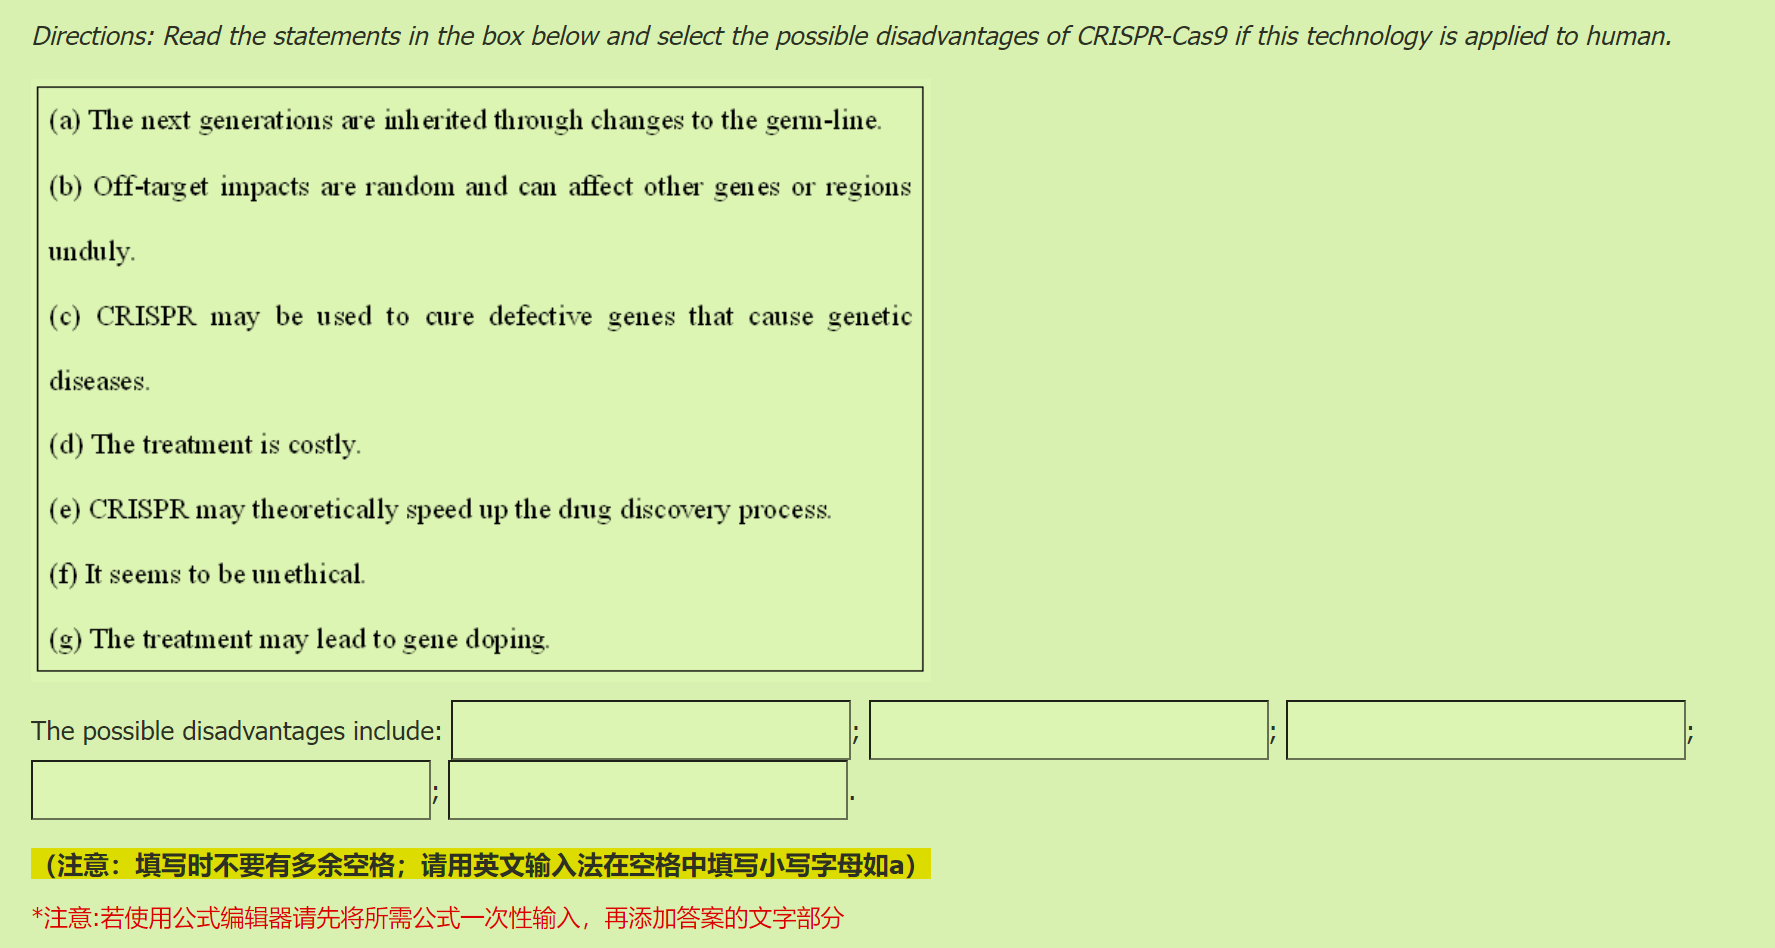 Directions: Read the statements in the box below and select the possible disadvantages of CRISPR-Cas9 if this technology is applied to human.
(a) The next generations are inherited through changes to the germ-line.
(b) Off-target impacts are random and can affect other genes or regions
unduly.
(c) CRISPR may be used to cure defective genes that cause genetic
diseases.
(d) The treatment is costly.
(e) CRISPR may theoretically speed up the drug discovery process.
(f) It seems to be unethical.
(g) The treatment may lead to gene doping.
The possible disadvantages include: ; ; ;
; .
（注意：填写时不要有多余空格；请用英文输入法在空格中填写小写字母如a）
*注意:若使用公式编辑器请先将所需公式一次性输入，再添加答案的文字部分